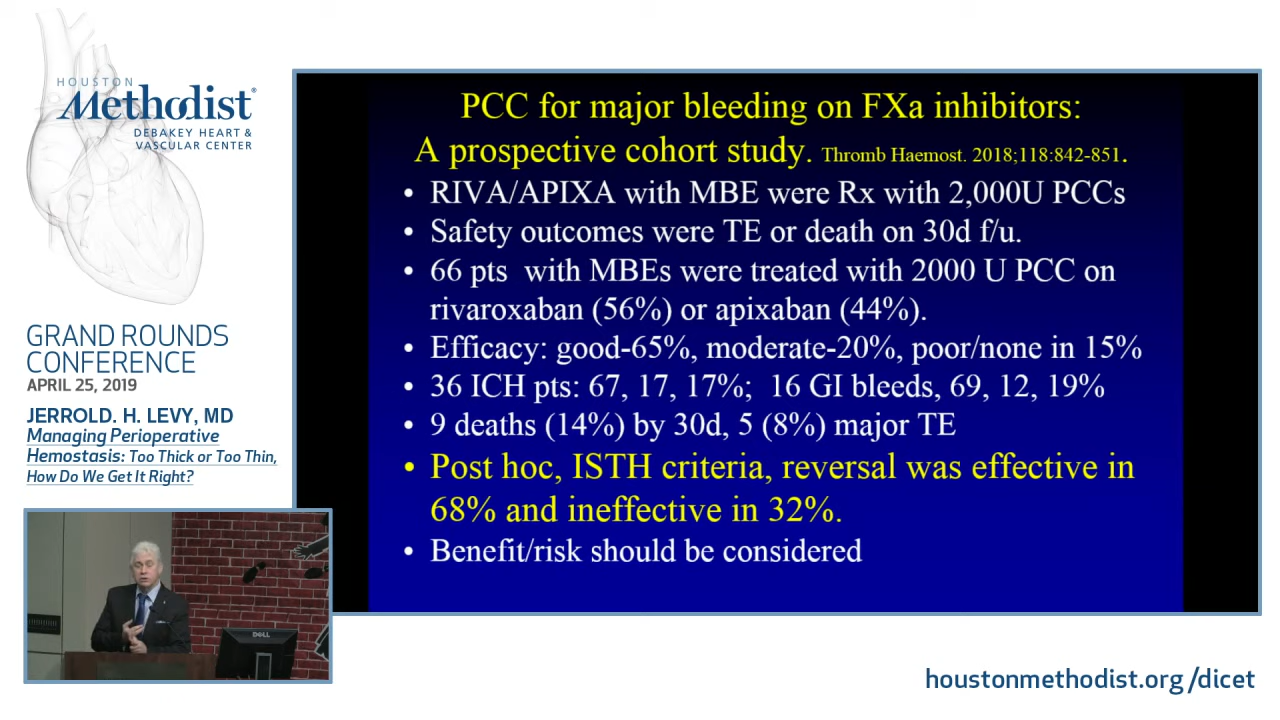 HOUSTON
Methodist®
DEBAKEY HEART &
VASCULAR CENTER
GRAND ROUNDS
CONFERENCE
APRIL 25, 2019
JERROLD. H. LEVY, MD
Managing Perioperative
Hemostasis: Too Thick or Too Thin,
How Do We Get It Right?
PCC for major bleeding on FXa inhibitors:
A prospective cohort study. Thromb Haemost. 2018;118:842-851.
• RIVA/APIXA with MBE were Rx with 2,000U PCCs
• Safety outcomes were TE or death on 30d f/u.
• 66 pts with MBEs were treated with 2000 U PCC on
rivaroxaban (56%) or apixaban (44%).
• Efficacy: good-65%, moderate-20%, poor/none in 15%
• 36 ICH pts: 67, 17, 17%; 16 GI bleeds, 69, 12, 19%
• 9 deaths (14%) by 30d, 5 (8%) major TE
• Post hoc, ISTH criteria, reversal was effective in
68% and ineffective in 32%.
• Benefit/risk should be considered
DELL
houstonmethodist.org/dicet